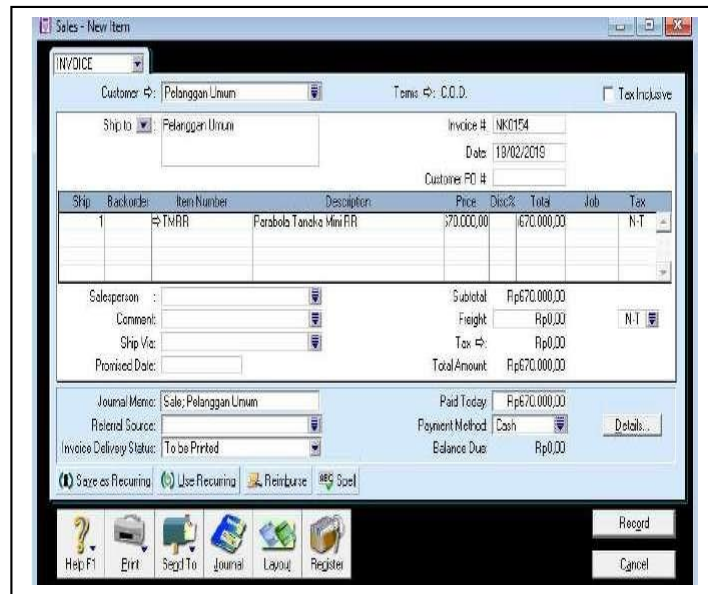 Sales - New Item
INVOICE
Customer ⇨: Pelanggan Umum Terms ⇨: C.O.D. Tax Inclusive
Ship to : Pelanggan Umum Invoice #: NK0154
Date: 18/02/2019
Customer PO #:
Ship Backorder Item Number Description Price Disc% Total Job Tax
1 ⇨ TMRR Parabola Tanaka Mini RR 70.000,00 670.000,00 N-T
Salesperson : Subtotal: Rp670.000,00
Comment: Freight: Rp0,00 N-T
Ship Via: Tax ⇨: Rp0,00
Promised Date: Total Amount: Rp670.000,00
Journal Memo: Sale; Pelanggan Umum Paid Today: Rp670.000,00
Referral Source: Payment Method: Cash Details...
Invoice Delivery Status: To be Printed Balance Due: Rp0,00
Save as Recurring Use Recurring Reimburse ABC Spell
Record
Help F1 Print Send To Journal Layout Register Cancel